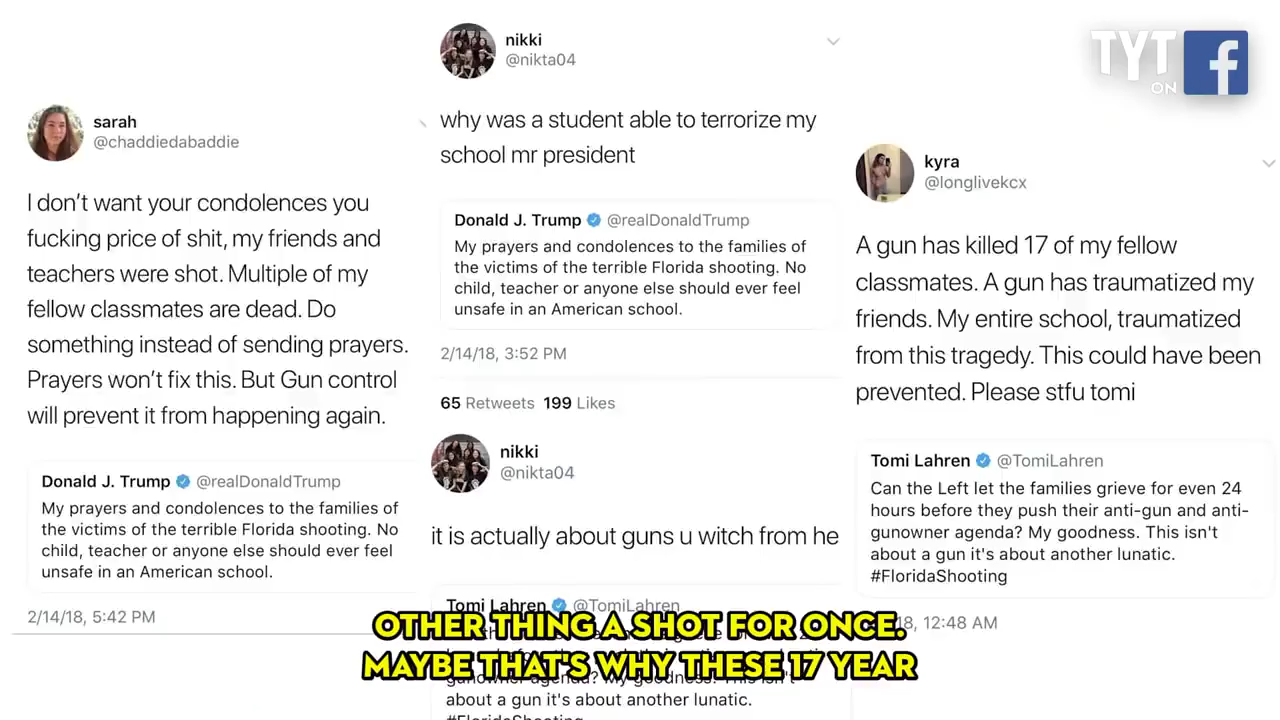 TYT
ON
f
sarah
@chaddiedabaddie
I don't want your condolences you
fucking price of shit, my friends and
teachers were shot. Multiple of my
fellow classmates are dead. Do
something instead of sending prayers.
Prayers won't fix this. But Gun control
will prevent it from happening again.
Donald J. Trump @realDonaldTrump
My prayers and condolences to the families of
the victims of the terrible Florida shooting. No
child, teacher or anyone else should ever feel
unsafe in an American school.
2/14/18, 5:42 PM
nikki
@nikta04
why was a student able to terrorize my
school mr president
Donald J. Trump @realDonaldTrump
My prayers and condolences to the families of
the victims of the terrible Florida shooting. No
child, teacher or anyone else should ever feel
unsafe in an American school.
2/14/18, 3:52 PM
65 Retweets 199 Likes
nikki
@nikta04
it is actually about guns u witch from he
Tomi Lahren @TomiLahren
about a gun it's about another lunatic.
#FloridaShooting
kyra
@longlivekcx
A gun has killed 17 of my fellow
classmates. A gun has traumatized my
friends. My entire school, traumatized
from this tragedy. This could have been
prevented. Please stfu tomi
Tomi Lahren @TomiLahren
Can the Left let the families grieve for even 24
hours before they push their anti-gun and anti-
gunowner agenda? My goodness. This isn't
about a gun it's about another lunatic.
#FloridaShooting
18, 12:48 AM
OTHER THING A SHOT FOR ONCE.
MAYBE THAT'S WHY THESE 17 YEAR